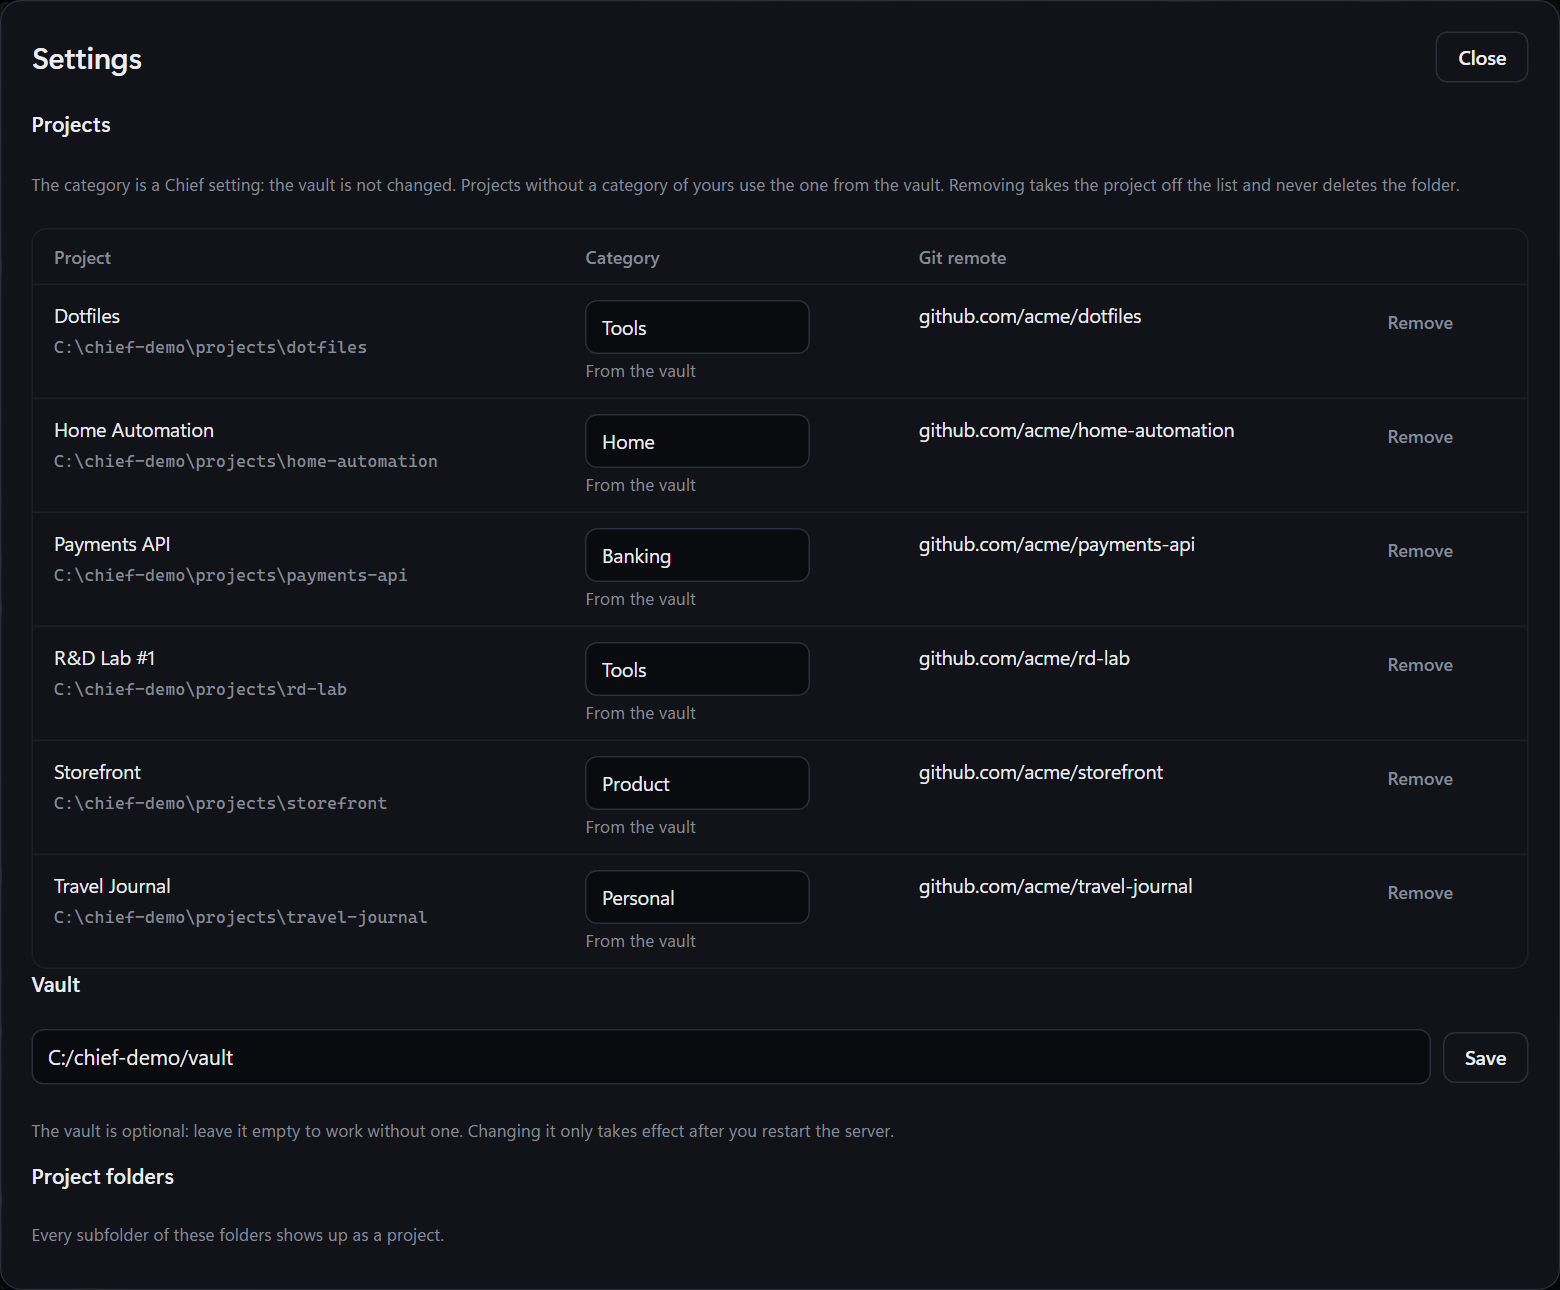 Settings
Close
Projects
The category is a Chief setting: the vault is not changed. Projects without a category of yours use the one from the vault. Removing takes the project off the list and never deletes the folder.
Project Category Git remote
Dotfiles
C:\chief-demo\projects\dotfiles
Tools
From the vault
github.com/acme/dotfiles
Remove
Home Automation
C:\chief-demo\projects\home-automation
Home
From the vault
github.com/acme/home-automation
Remove
Payments API
C:\chief-demo\projects\payments-api
Banking
From the vault
github.com/acme/payments-api
Remove
R&D Lab #1
C:\chief-demo\projects\rd-lab
Tools
From the vault
github.com/acme/rd-lab
Remove
Storefront
C:\chief-demo\projects\storefront
Product
From the vault
github.com/acme/storefront
Remove
Travel Journal
C:\chief-demo\projects\travel-journal
Personal
From the vault
github.com/acme/travel-journal
Remove
Vault
C:/chief-demo/vault
Save
The vault is optional: leave it empty to work without one. Changing it only takes effect after you restart the server.
Project folders
Every subfolder of these folders shows up as a project.